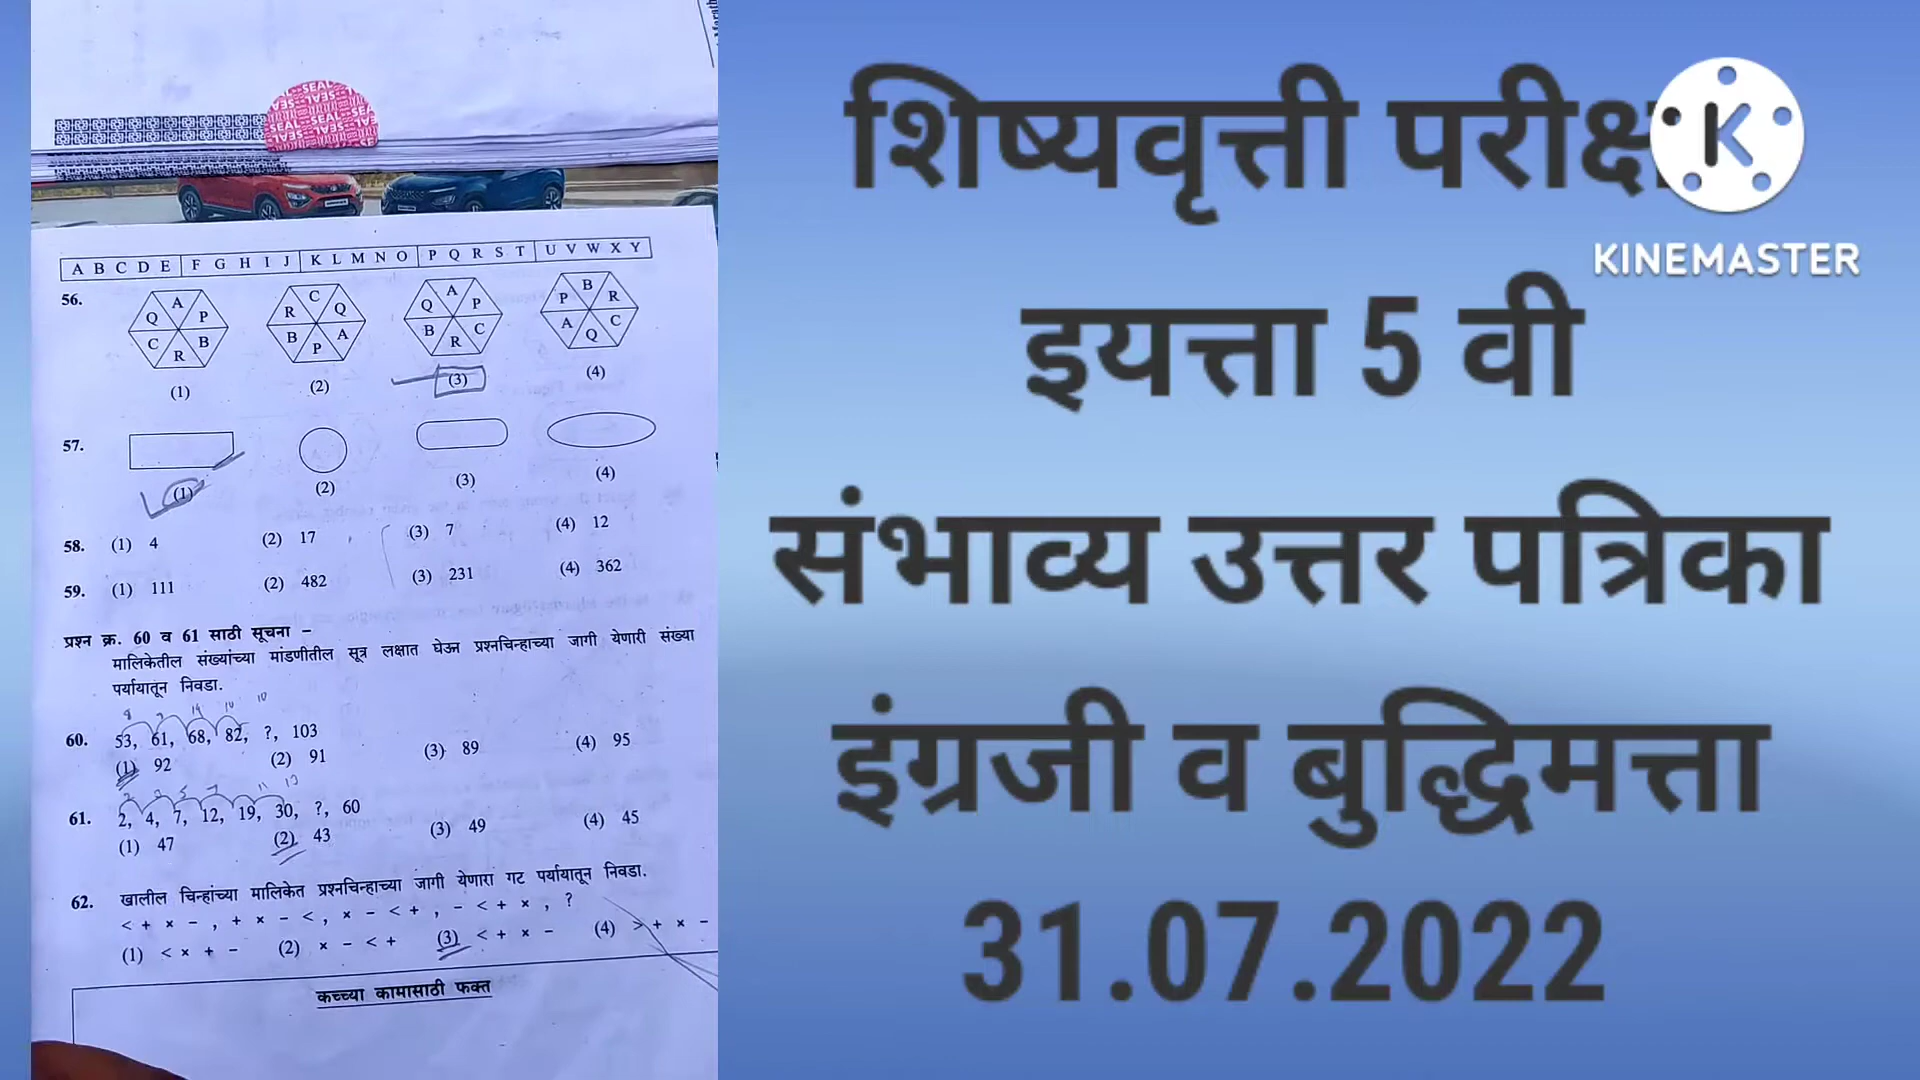 A B C D E F G H I J K L M N O P Q R S T U V W X Y
56.
A P B R C Q
(1)
C Q A P B R
(2)
A P C R B Q
(3)
B R C Q A P
(4)
57.
(1) (2) (3) (4)
58. (1) 4 (2) 17 (3) 7 (4) 12
59. (1) 111 (2) 482 (3) 231 (4) 362
प्रश्न क्र. 60 व 61 साठी सूचना –
मालिकेतील संख्यांच्या मांडणीतील सूत्र लक्षात घेऊन प्रश्नचिन्हाच्या जागी येणारी संख्या
पर्यायातून निवडा.
60. 53, 61, 68, 82, ?, 103
(1) 92 (2) 91 (3) 89 (4) 95
61. 2, 4, 7, 12, 19, 30, ?, 60
(1) 47 (2) 43 (3) 49 (4) 45
62. खालील चिन्हांच्या मालिकेत प्रश्नचिन्हाच्या जागी येणारा गट पर्यायातून निवडा.
< + × – , + × – < , × – < + , – < + × , ?
(1) < × + – (2) × – < + (3) < + × – (4) > + × –
कच्च्या कामासाठी फक्त
शिष्यवृत्ती परीक्षा
इयत्ता 5 वी
संभाव्य उत्तर पत्रिका
इंग्रजी व बुद्धिमत्ता
31.07.2022
K
KINEMASTER